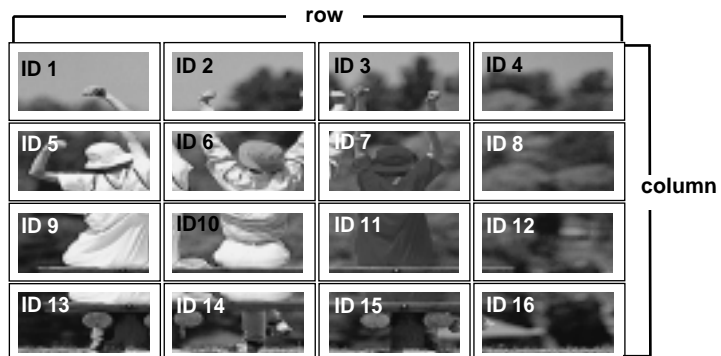 row
ID 1 ID 2 ID 3 ID 4
ID 5 ID 6 ID 7 ID 8
column
ID 9 ID10 ID 11 ID 12
ID 13 ID 14 ID 15 ID 16